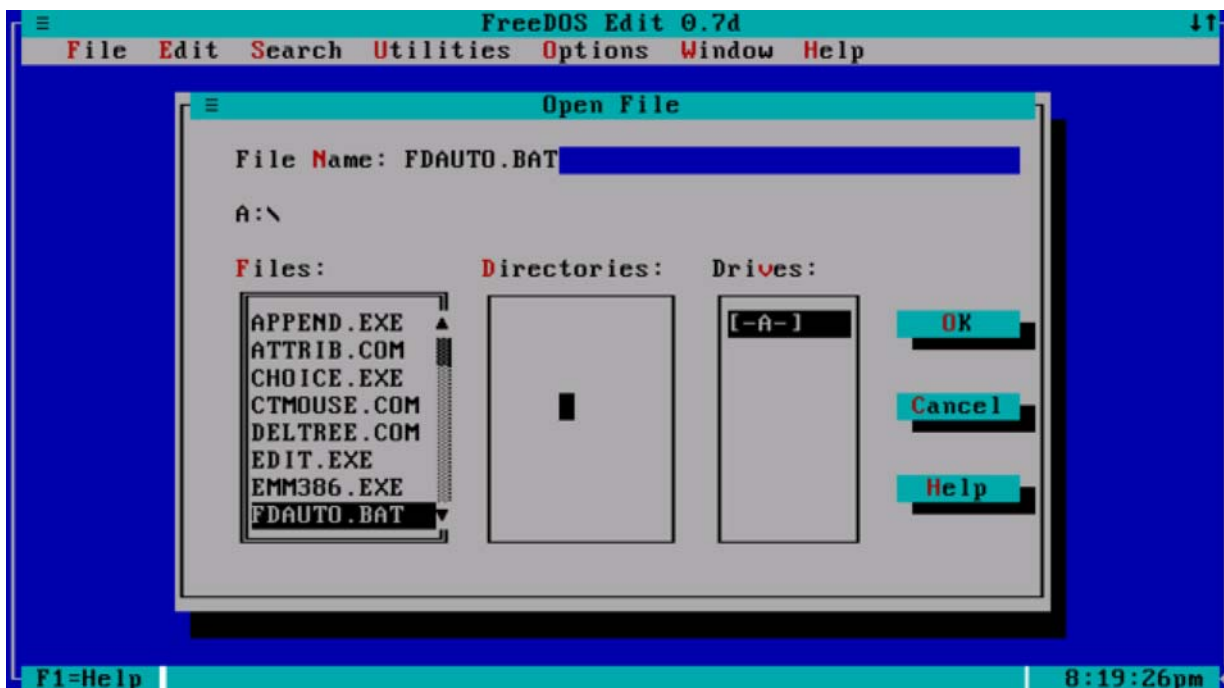 ≡ FreeDOS Edit 0.7d ↓↑
File Edit Search Utilities Options Window Help
≡ Open File
File Name: FDAUTO.BAT
A:\
Files: Directories: Drives:
APPEND.EXE ▲ [-A-] OK
ATTRIB.COM
CHOICE.EXE
CTMOUSE.COM Cancel
DELTREE.COM
EDIT.EXE
EMM386.EXE Help
FDAUTO.BAT ▼
F1=Help 8:19:26pm